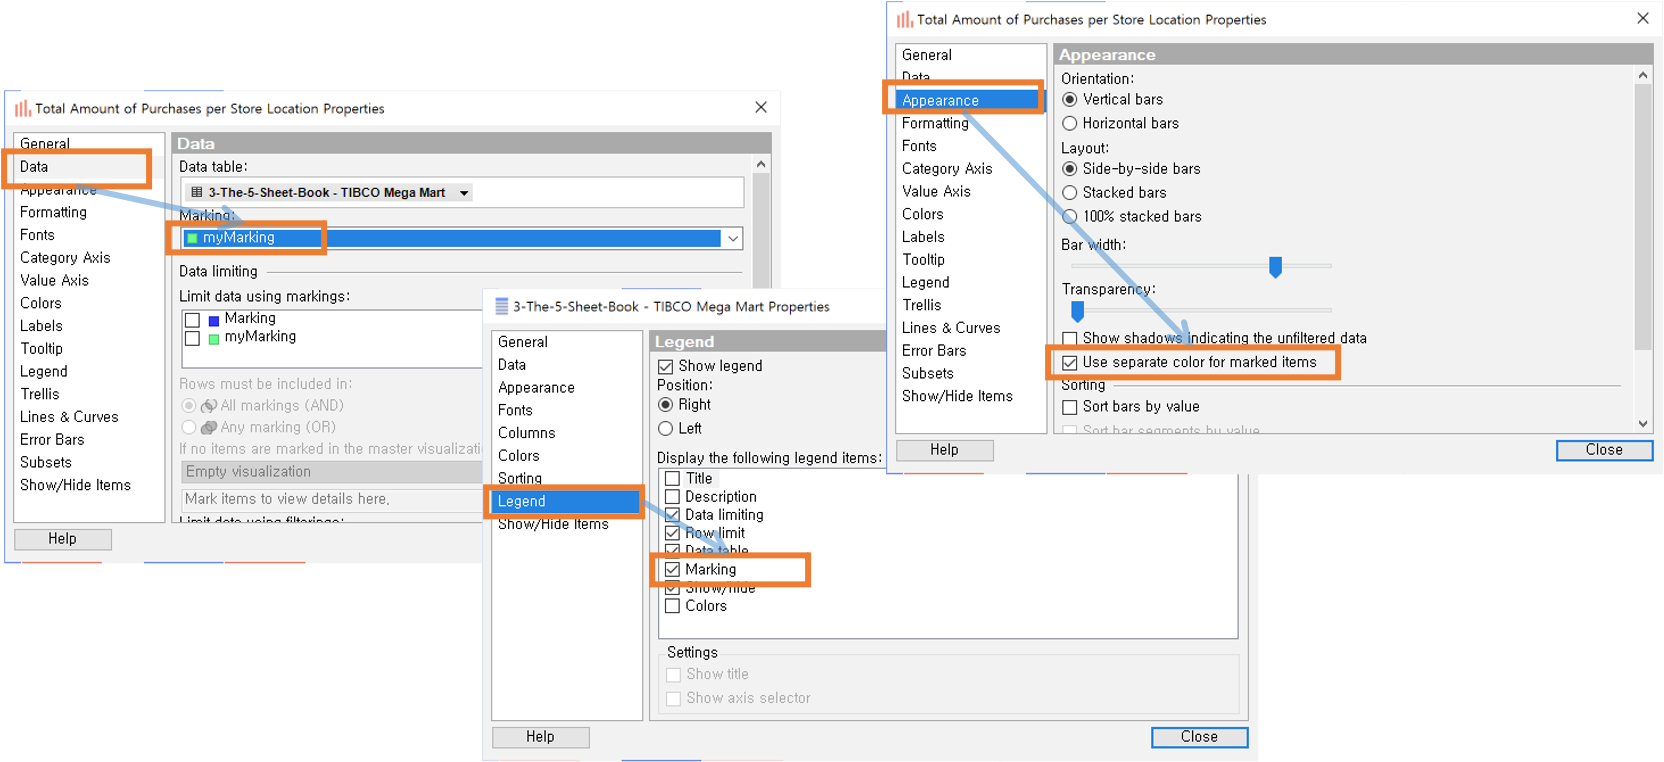 Total Amount of Purchases per Store Location Properties
General
Data
Appearance
Formatting
Fonts
Category Axis
Value Axis
Colors
Labels
Tooltip
Legend
Trellis
Lines & Curves
Error Bars
Subsets
Show/Hide Items
Help
Data
Data table:
3-The-5-Sheet-Book - TIBCO Mega Mart
Marking:
myMarking
Data limiting
Limit data using markings:
Marking
myMarking
Rows must be included in:
All markings (AND)
Any marking (OR)
If no items are marked in the master visualizati
Empty visualization
Mark items to view details here.
Limit data using filterings:
3-The-5-Sheet-Book - TIBCO Mega Mart Properties
General
Data
Appearance
Fonts
Columns
Colors
Sorting
Legend
Show/Hide Items
Help
Legend
Show legend
Position:
Right
Left
Display the following legend items:
Title
Description
Data limiting
Row limit
Data table
Marking
Show/hide
Colors
Settings
Show title
Show axis selector
Close
Total Amount of Purchases per Store Location Properties
General
Data
Appearance
Formatting
Fonts
Category Axis
Value Axis
Colors
Labels
Tooltip
Legend
Trellis
Lines & Curves
Error Bars
Subsets
Show/Hide Items
Help
Appearance
Orientation:
Vertical bars
Horizontal bars
Layout:
Side-by-side bars
Stacked bars
100% stacked bars
Bar width:
Transparency:
Show shadows indicating the unfiltered data
Use separate color for marked items
Sorting
Sort bars by value
Sort bar segments by value
Close